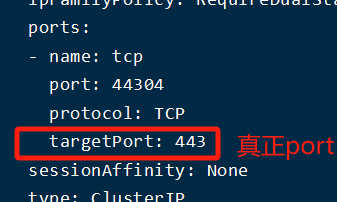 ipFamilyPolicy: RequireDualSta
ports:
- name: tcp
port: 44304
protocol: TCP
targetPort: 443 真正port
sessionAffinity: None
type: ClusterIP